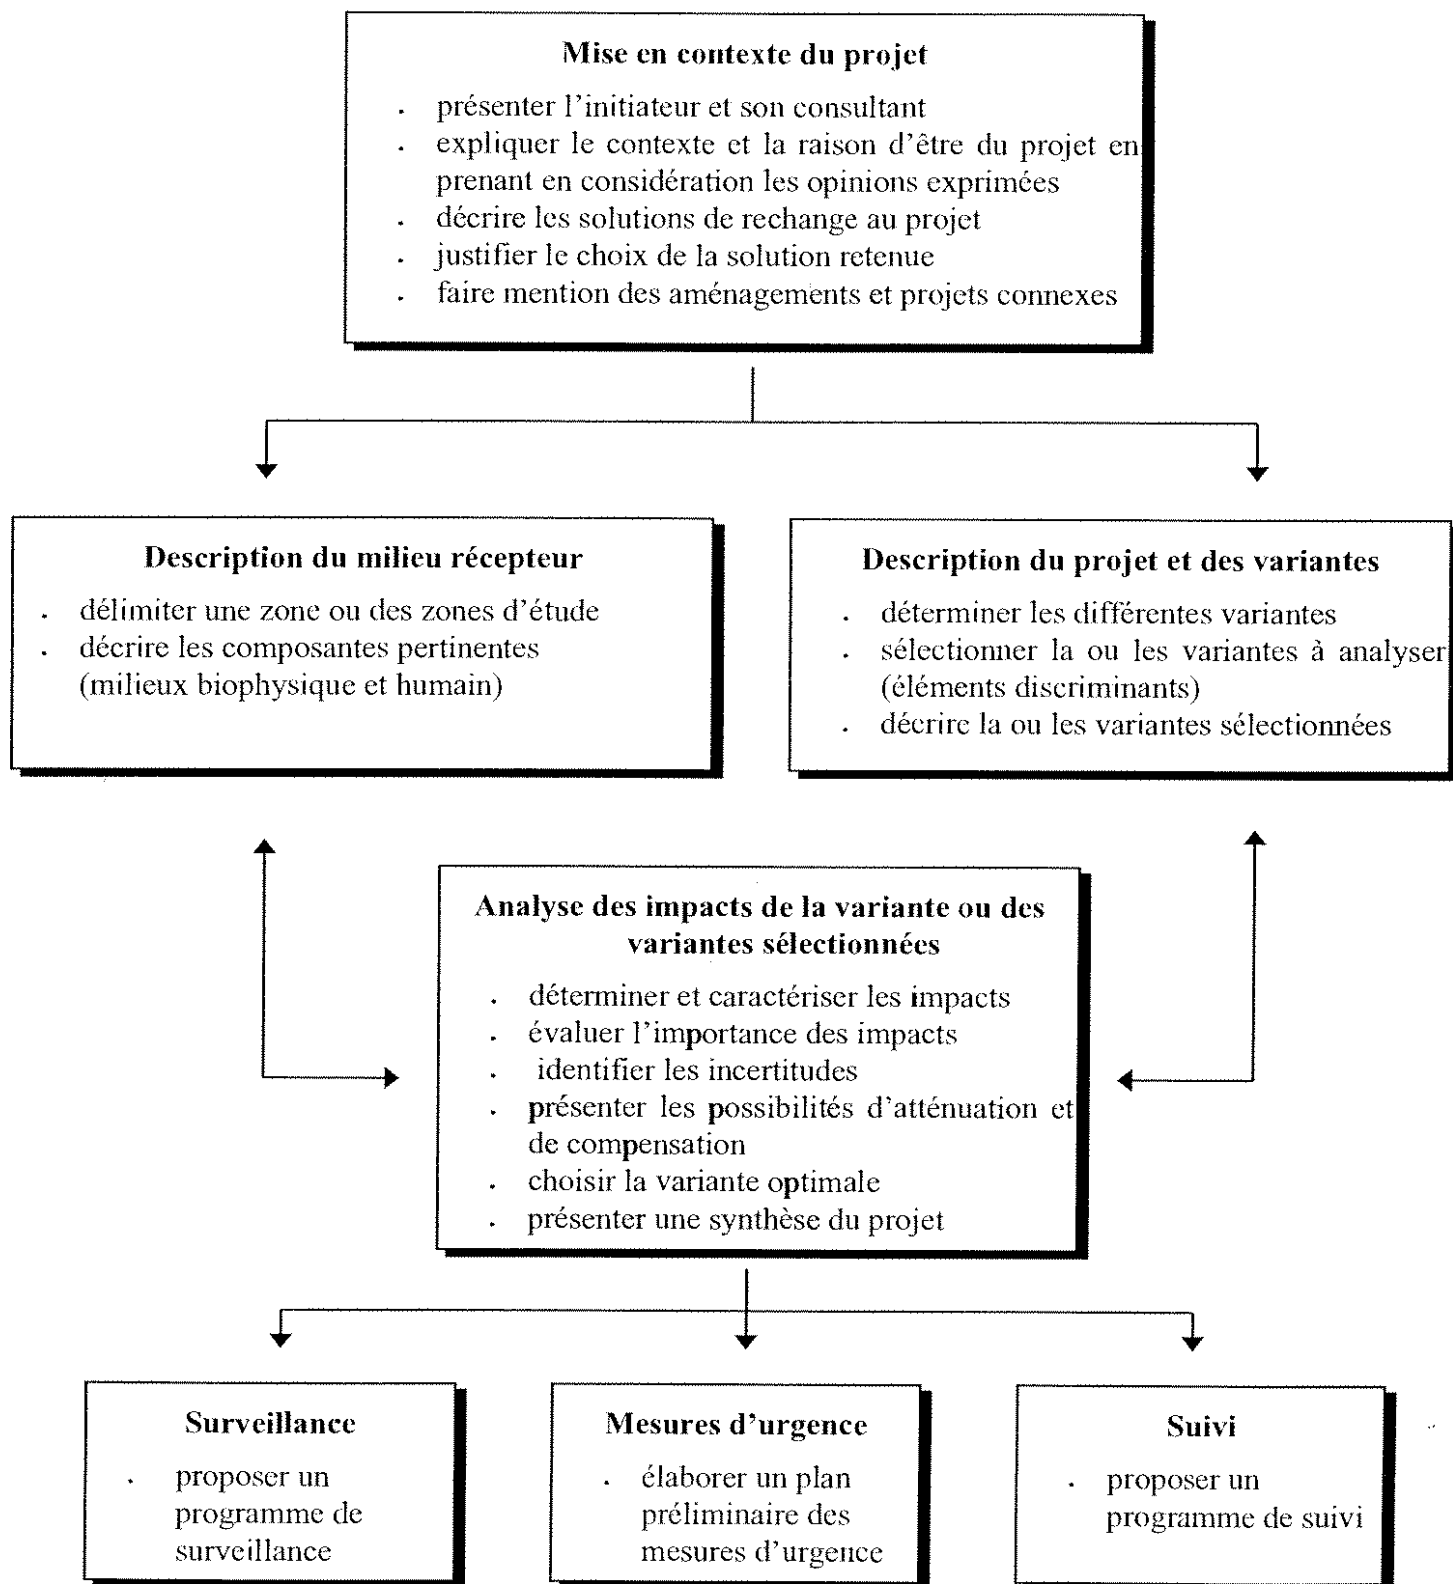 Mise en contexte du projet
. présenter l'initiateur et son consultant
. expliquer le contexte et la raison d'être du projet en
prenant en considération les opinions exprimées
. décrire les solutions de rechange au projet
. justifier le choix de la solution retenue
. faire mention des aménagements et projets connexes
Description du milieu récepteur
. délimiter une zone ou des zones d'étude
. décrire les composantes pertinentes
(milieux biophysique et humain)
Description du projet et des variantes
. déterminer les différentes variantes
. sélectionner la ou les variantes à analyser
(éléments discriminants)
. décrire la ou les variantes sélectionnées
Analyse des impacts de la variante ou des
variantes sélectionnées
. déterminer et caractériser les impacts
. évaluer l'importance des impacts
. identifier les incertitudes
. présenter les possibilités d'atténuation et
de compensation
. choisir la variante optimale
. présenter une synthèse du projet
Surveillance
. proposer un
programme de
surveillance
Mesures d'urgence
. élaborer un plan
préliminaire des
mesures d'urgence
Suivi
. proposer un
programme de suivi